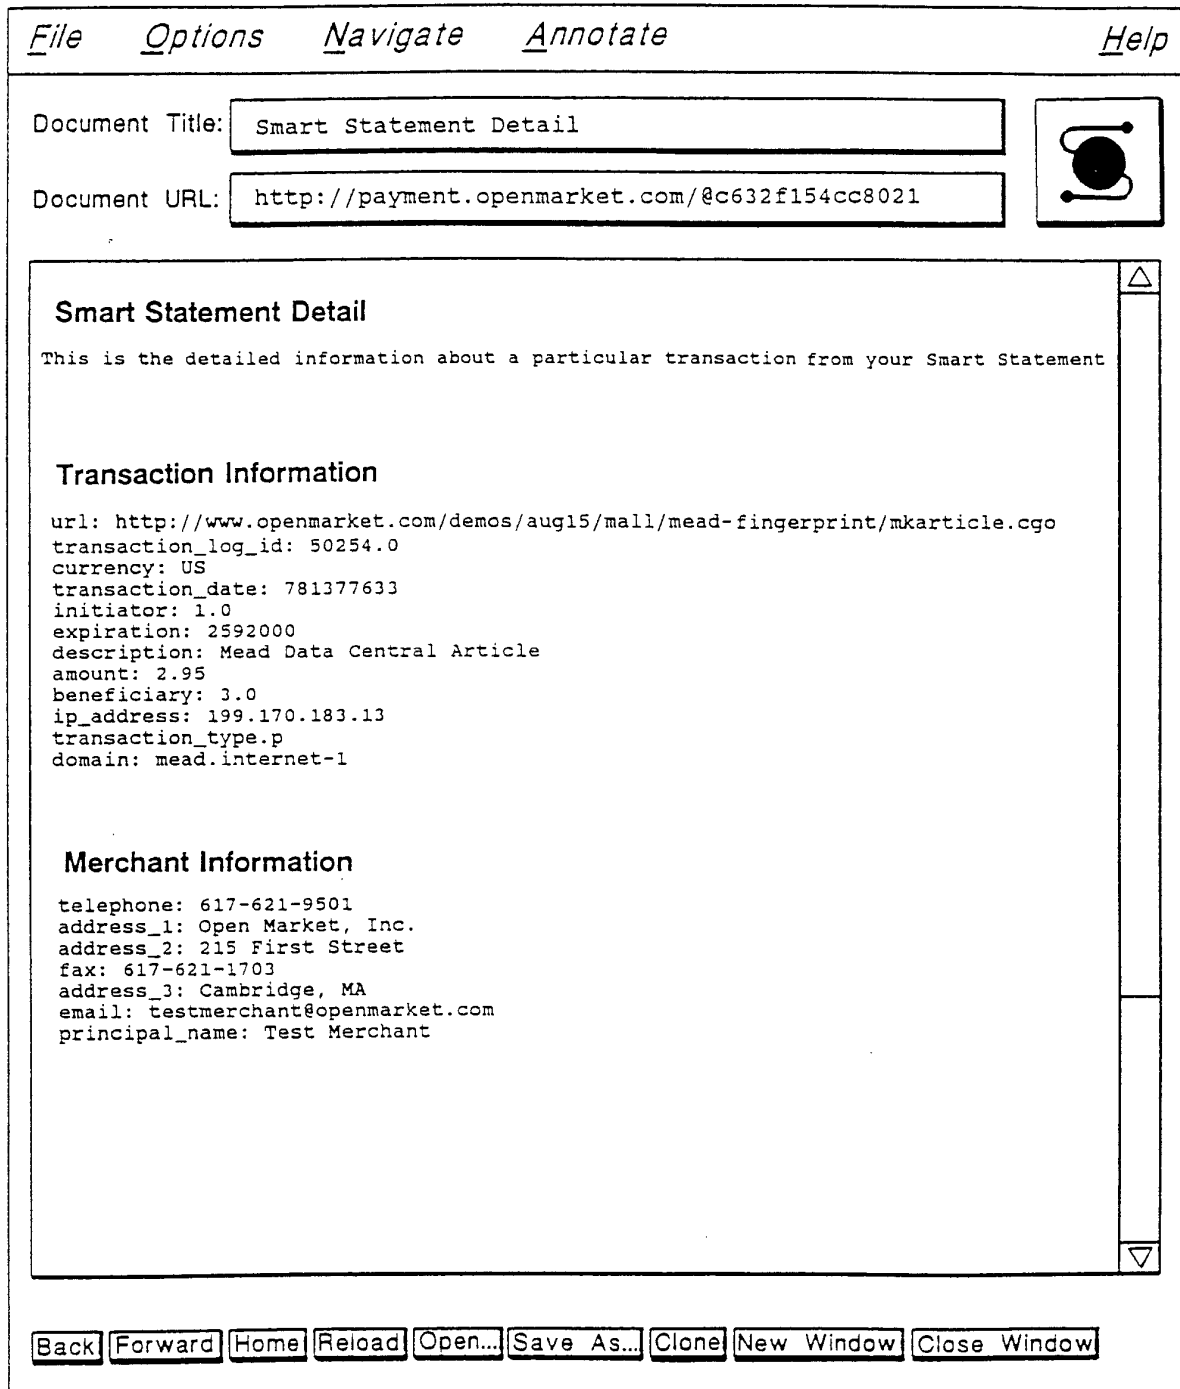 File Options Navigate Annotate Help
Document Title: Smart Statement Detail
Document URL: http://payment.openmarket.com/@c632f154cc8021
Smart Statement Detail
This is the detailed information about a particular transaction from your Smart Statement
Transaction Information
url: http://www.openmarket.com/demos/aug15/mall/mead-fingerprint/mkarticle.cgo
transaction_log_id: 50254.0
currency: US
transaction_date: 781377633
initiator: 1.0
expiration: 2592000
description: Mead Data Central Article
amount: 2.95
beneficiary: 3.0
ip_address: 199.170.183.13
transaction_type.p
domain: mead.internet-1
Merchant Information
telephone: 617-621-9501
address_1: Open Market, Inc.
address_2: 215 First Street
fax: 617-621-1703
address_3: Cambridge, MA
email: testmerchant@openmarket.com
principal_name: Test Merchant
Back Forward Home Reload Open... Save As... Clone New Window Close Window